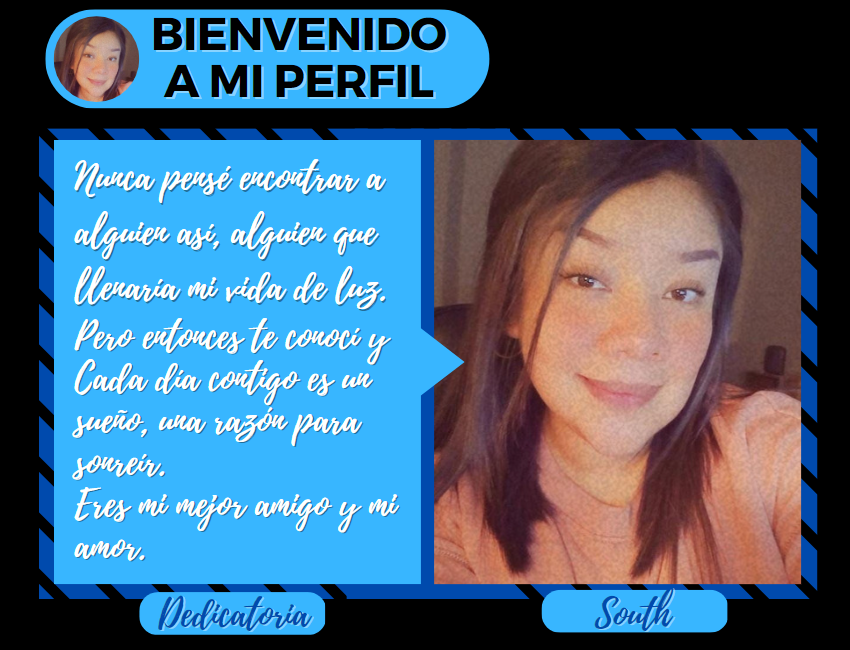 BIENVENIDO
A MI PERFIL
Nunca pensé encontrar a
alguien así, alguien que
llenaría mi vida de luz.
Pero entonces te conocí y
Cada día contigo es un
sueño, una razón para
sonreír.
Eres mi mejor amigo y mi
amor.
Dedicatoria
South